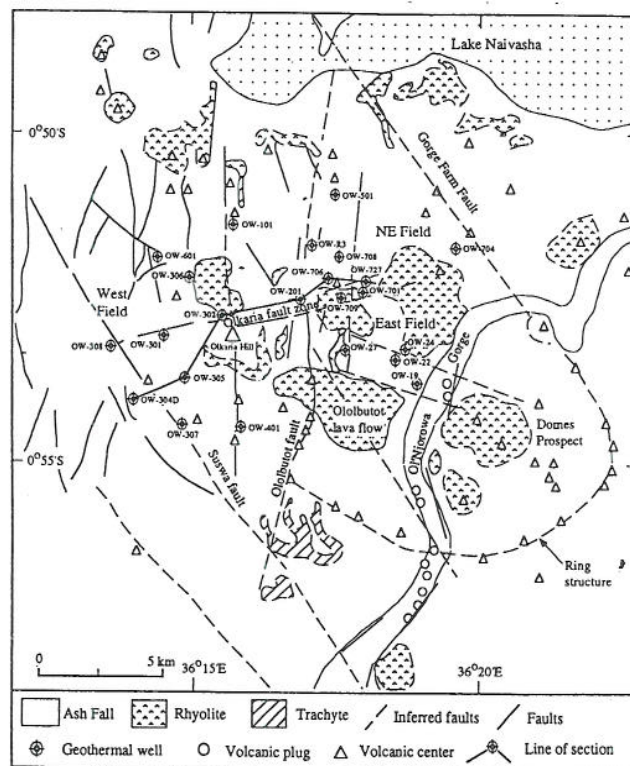 Lake Naivasha
0°50'S
Gorge Farm Fault
OW-501
OW-101
NE Field
OW-R3
OW-704
OW-601
OW-708
OW-306
OW-706
OW-727
West
Field
OW-201
OW-701
OW-302
lkaria fault zone
OW-709
OW-301
Olkaria Hill
East Field
OW-308
OW-27
OW-24
OW-22
Gorge
OW-305
OW-19
OW-304D
Ololbutot
lava flow
Domes
Prospect
OW-307
OW-401
Ol'Njorowa
0°55'S
Suswa fault
Ololbutot fault
Ring
structure
0
5 km
36°15'E
36°20'E
Ash Fall
Rhyolite
Trachyte
Inferred faults
Faults
Geothermal well
Volcanic plug
Volcanic center
Line of section